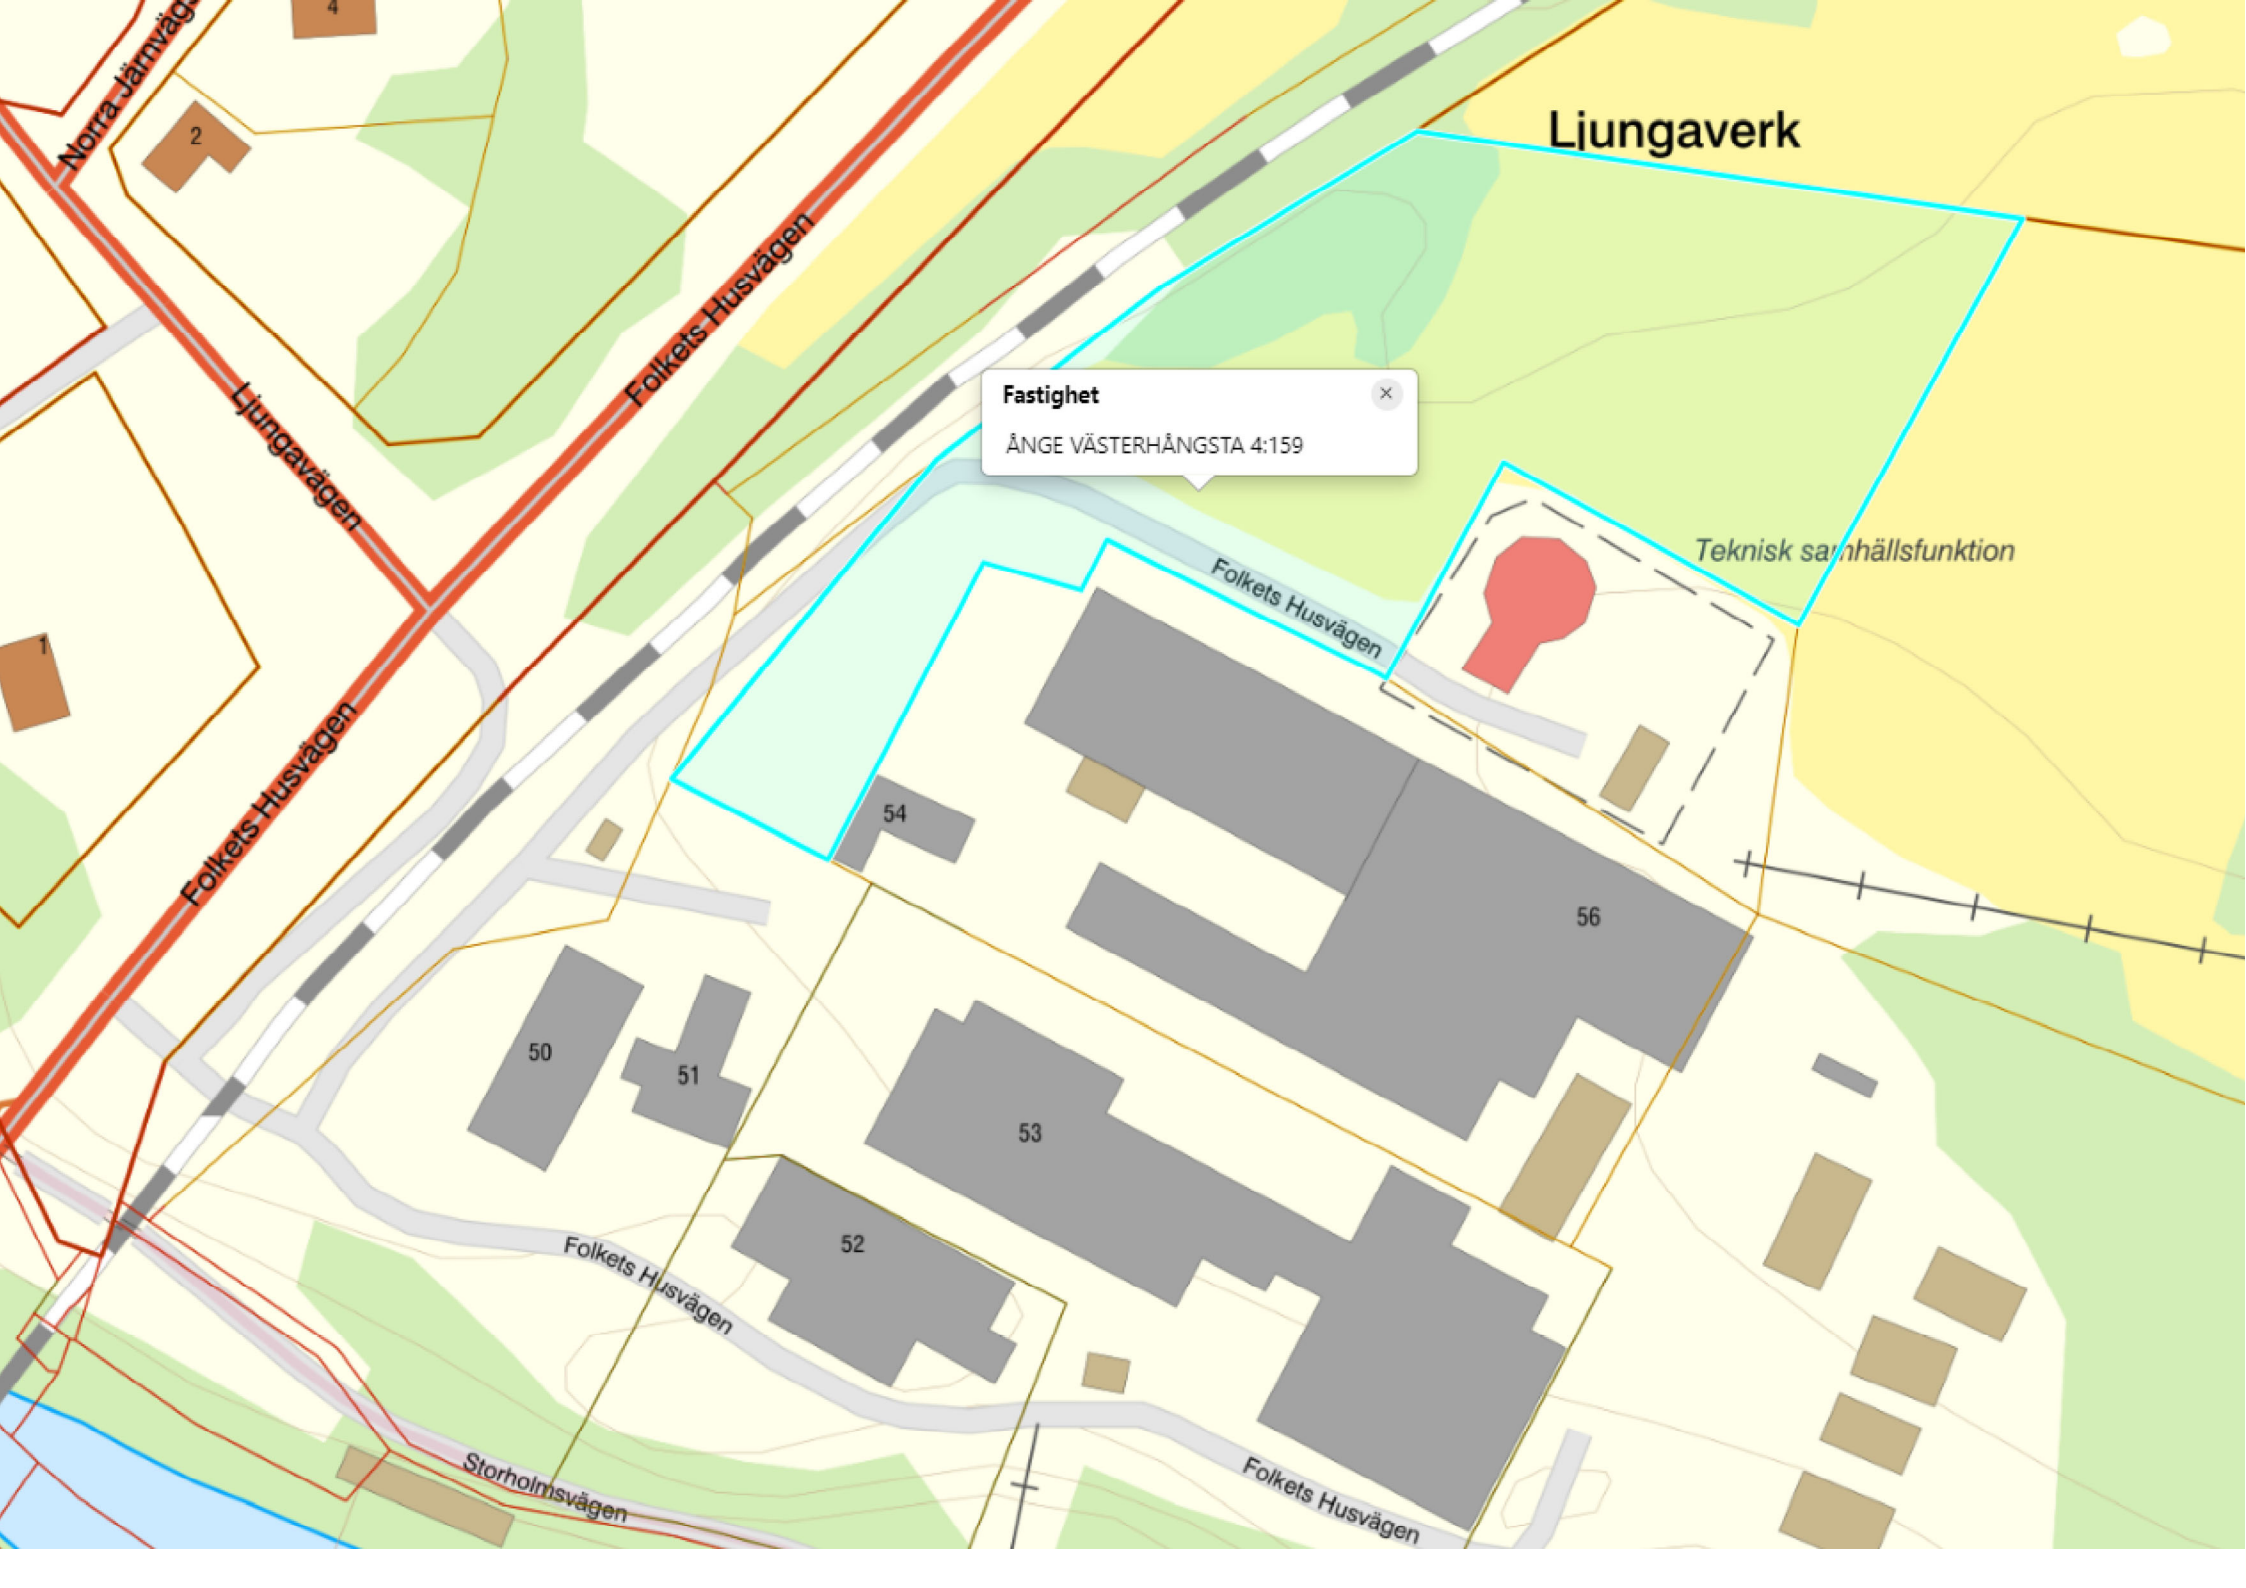 4
Norra Järnvägs
2
Ljungaverk
Folkets Husvägen
Fastighet
ÅNGE VÄSTERHÅNGSTA 4:159
Ljungavägen
Teknisk samhällsfunktion
Folkets Husvägen
1
54
Folkets Husvägen
56
50
51
53
52
Folkets Husvägen
Storholmsvägen
Folkets Husvägen